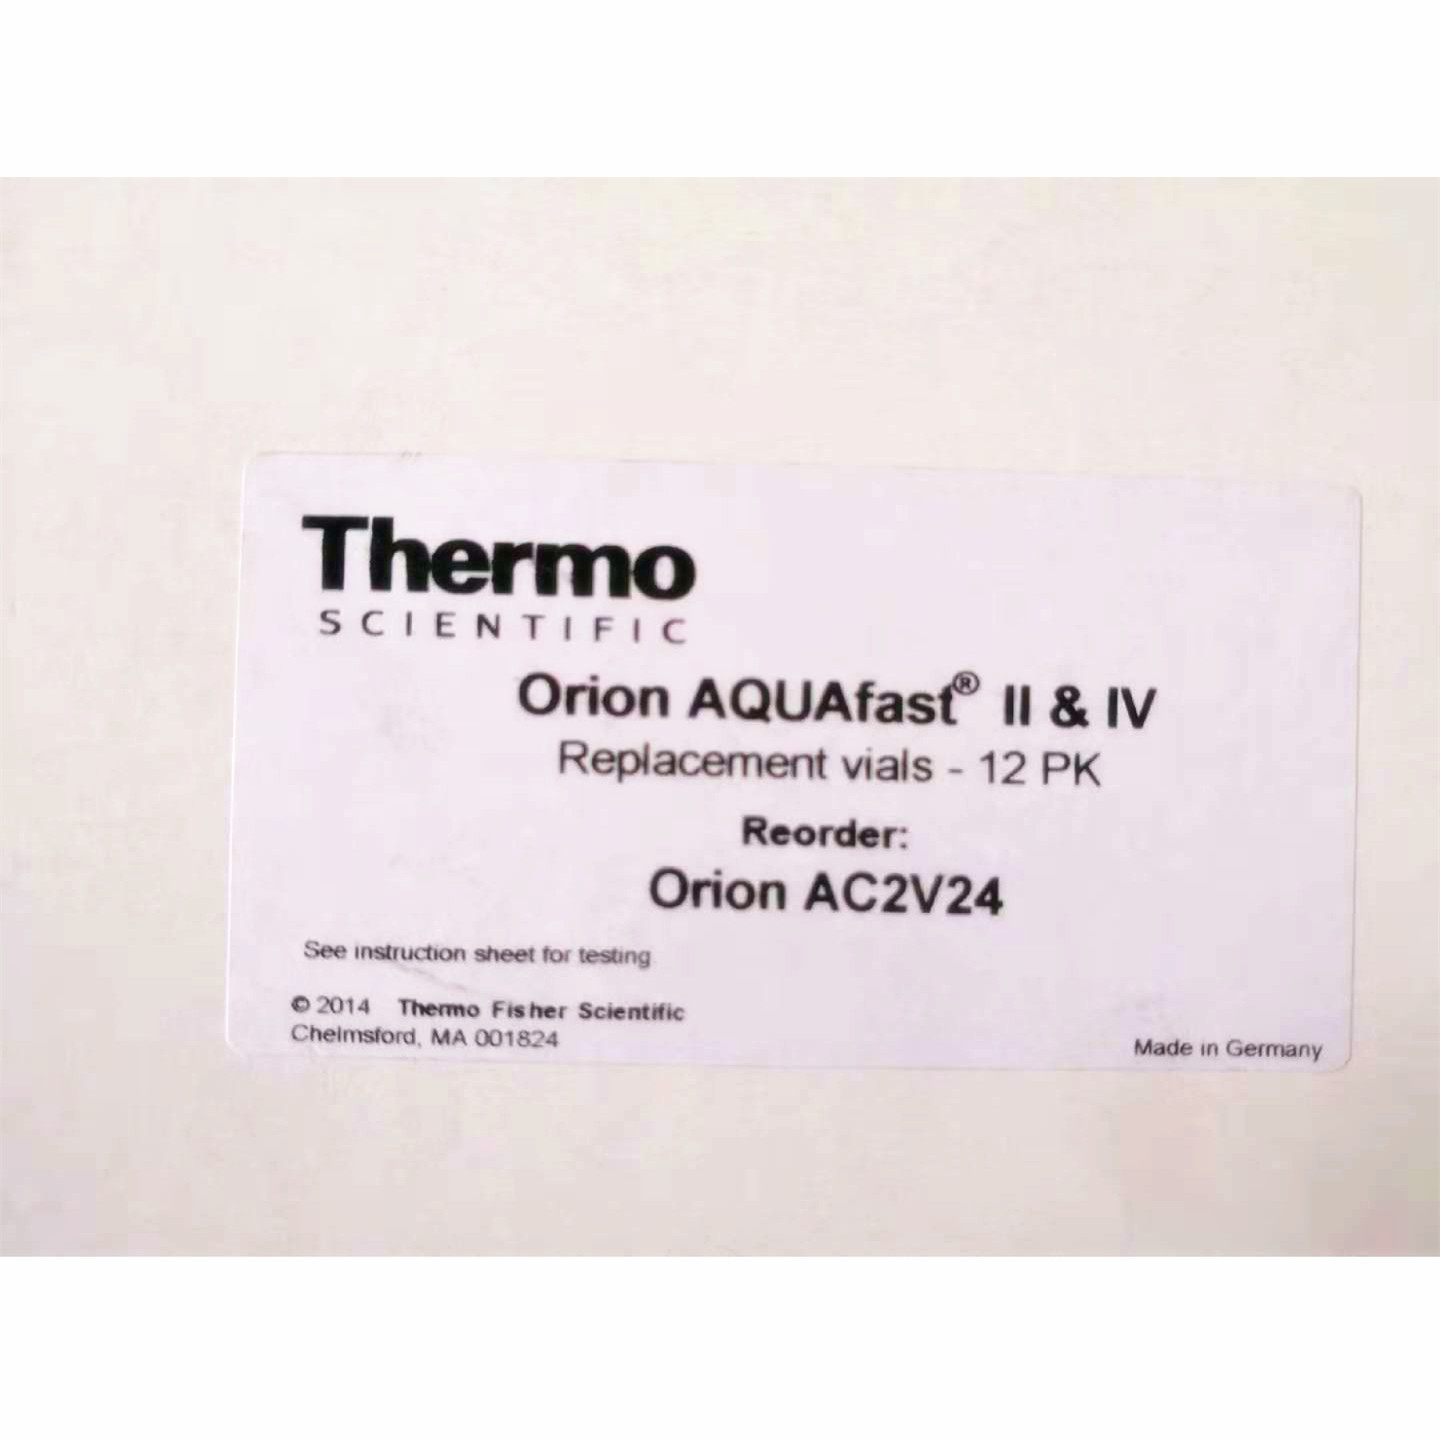 Thermo
SCIENTIFIC
Orion AQUAfast® II & IV
Replacement vials - 12 PK
Reorder:
Orion AC2V24
See instruction sheet for testing
© 2014 Thermo Fisher Scientific
Chelmsford, MA 001824
Made in Germany